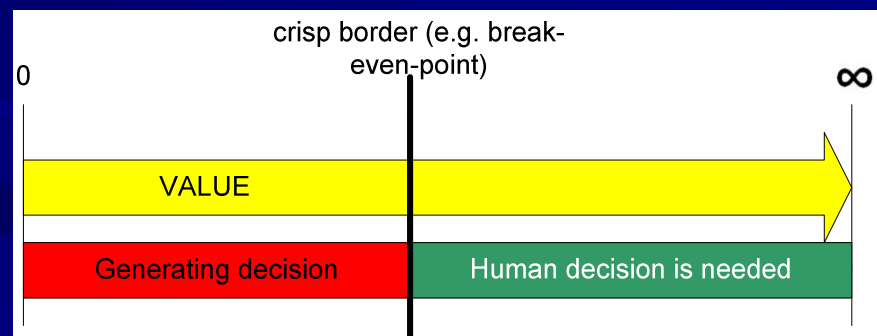 crisp border (e.g. break-
even-point)
0
∞
VALUE
Generating decision
Human decision is needed